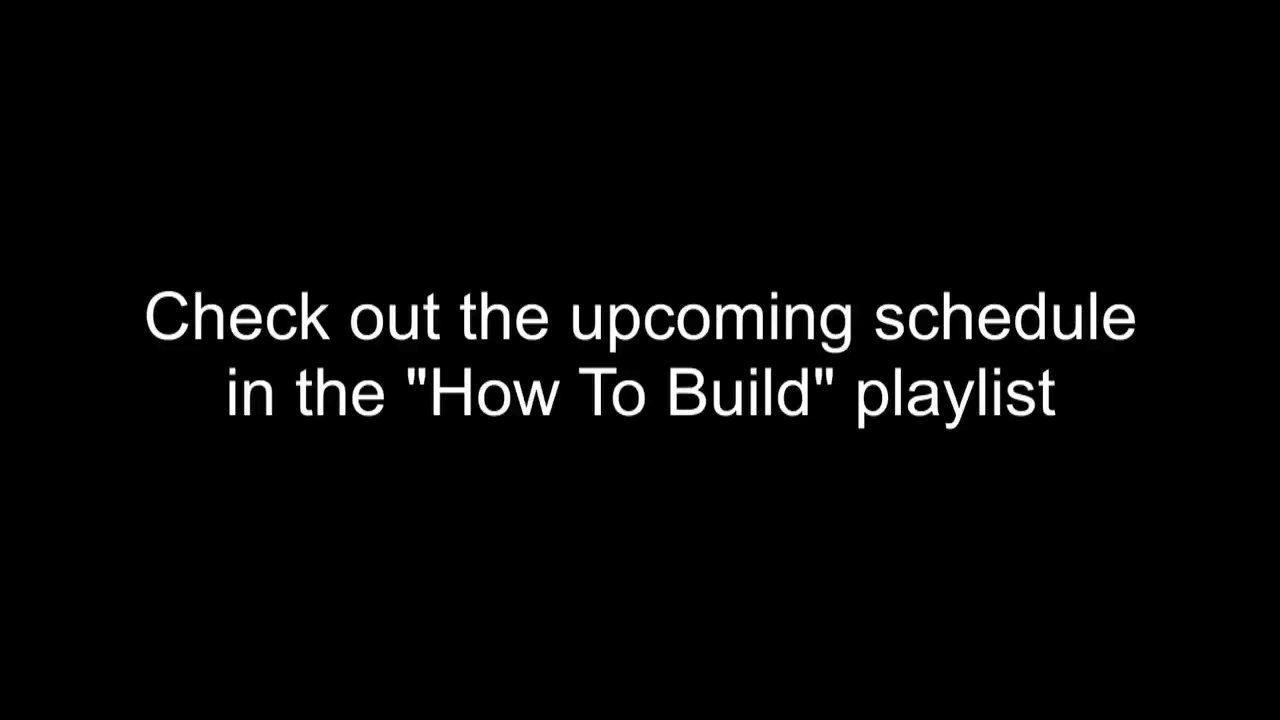 Check out the upcoming schedule
in the "How To Build" playlist